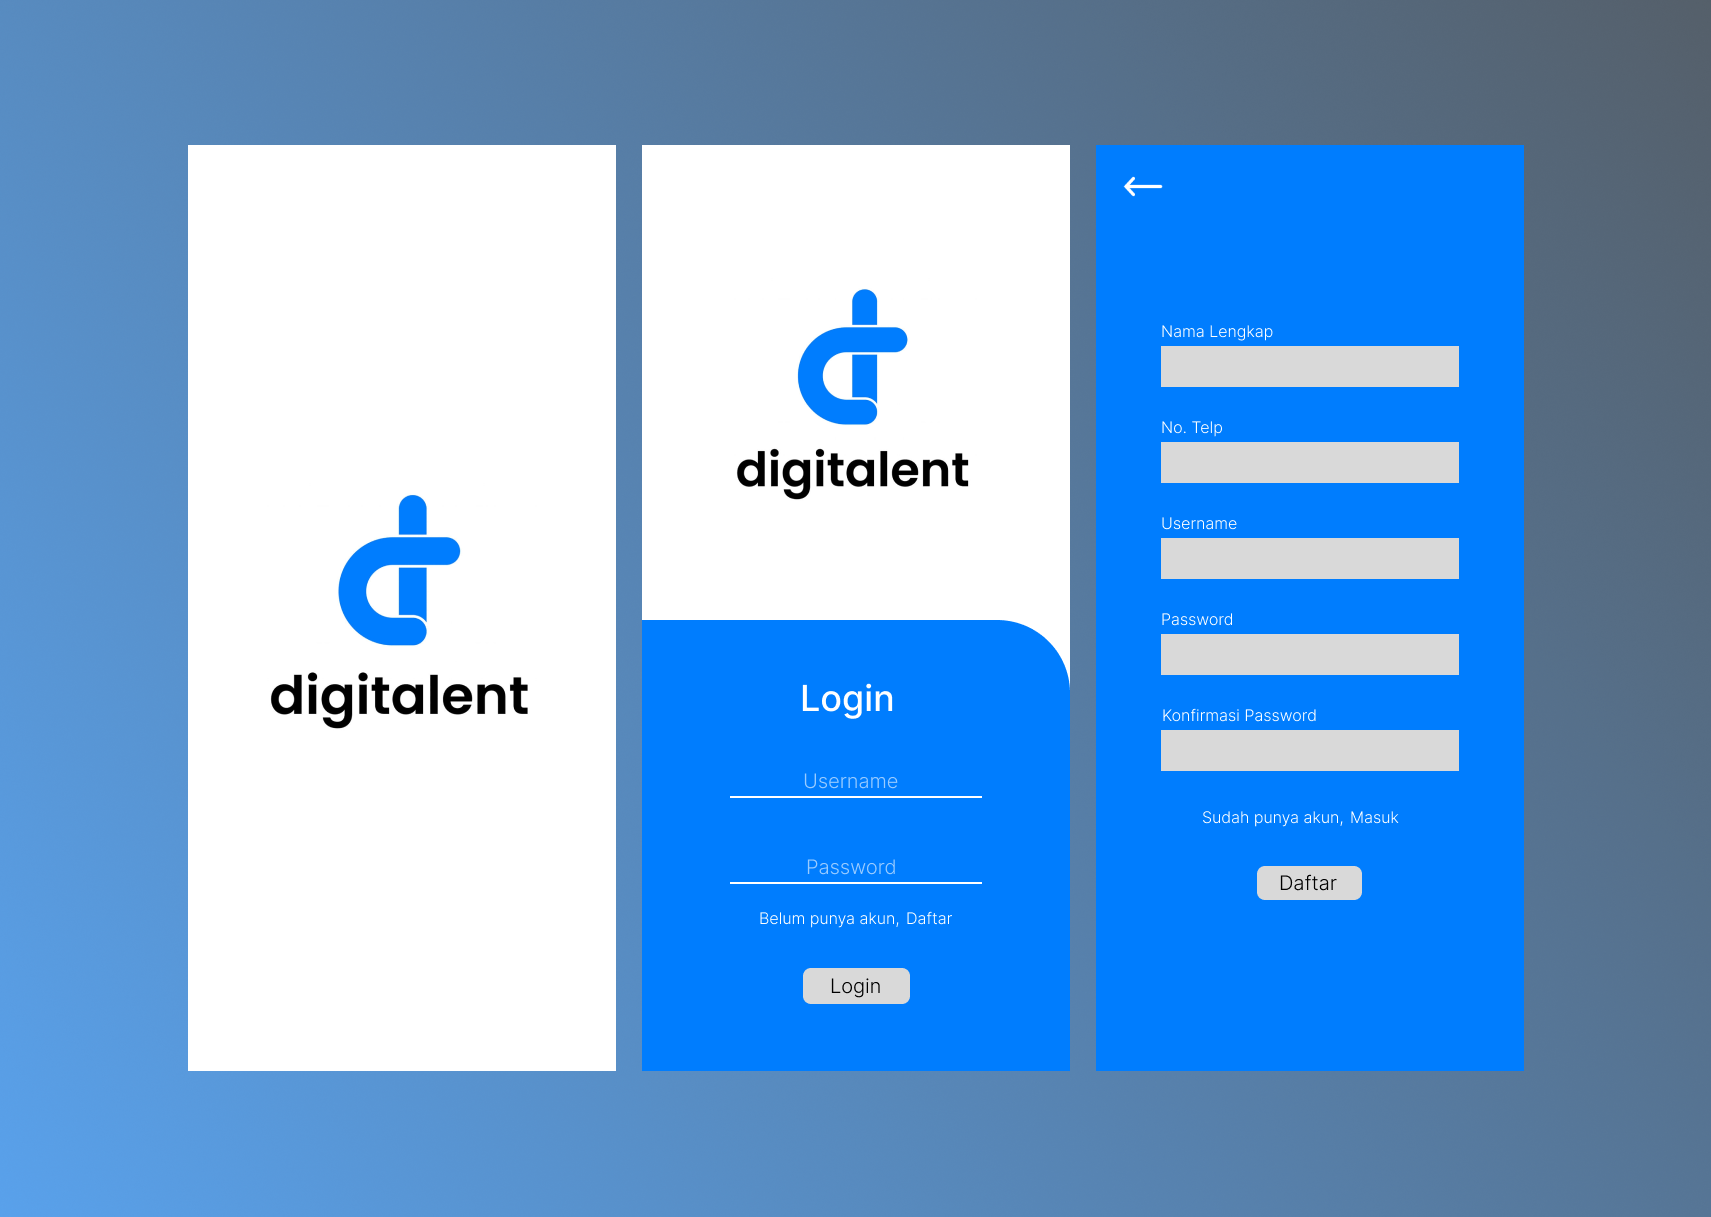 digitalent
digitalent
Login
Username
Password
Belum punya akun, Daftar
Login
Nama Lengkap
No. Telp
Username
Password
Konfirmasi Password
Sudah punya akun, Masuk
Daftar